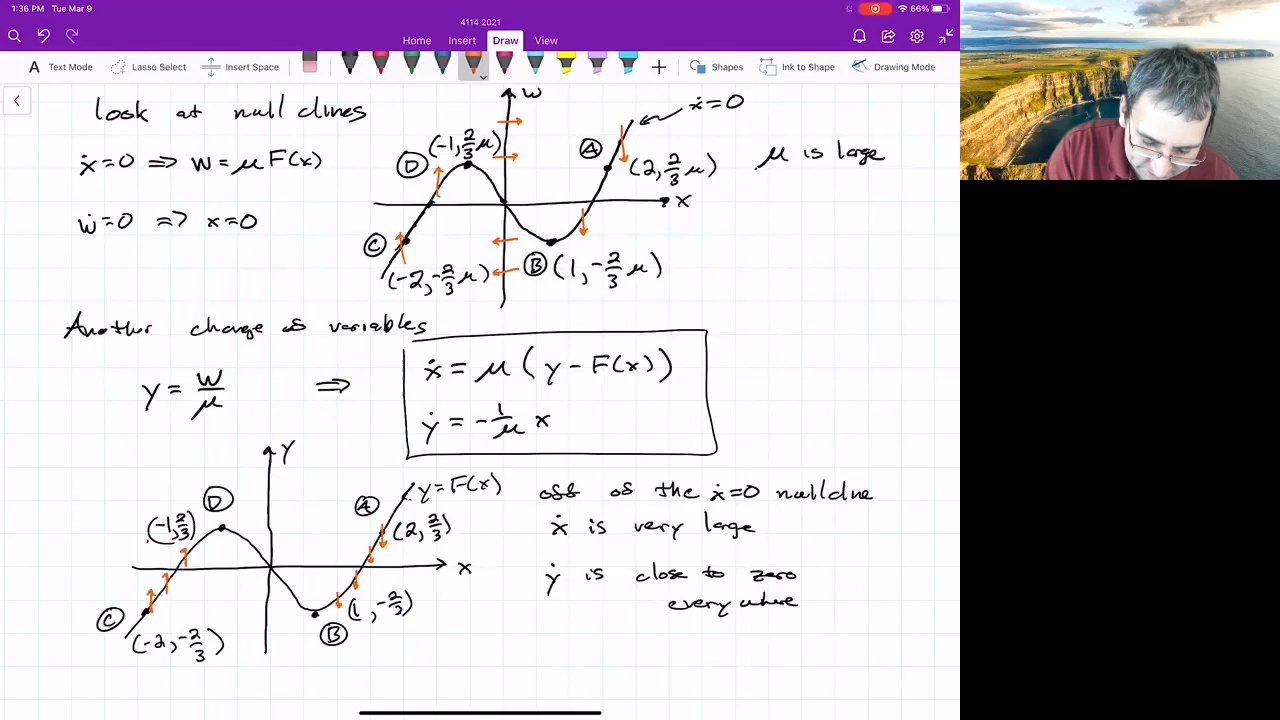 1:36 PM Tue Mar 9
66%
4114 2021
Home Insert Draw View
Text Mode Lasso Select Insert Space Shapes Ink to Shape Drawing Mode
look at null clines
ẋ=0 ⇒ w = μ F(x)
ẇ=0 ⇒ x=0
w
ẋ=0
(-1, 2/3 μ)
D
A
(2, 2/3 μ)
x
C
(-2, -2/3 μ)
B (1, -2/3 μ)
μ is large
Another change of variables
y = w/μ ⇒
ẋ = μ ( y - F(x) )
ẏ = - 1/μ x
y
y = F(x)
D
A
(-1, 2/3)
(2, 2/3)
x
C
(1, -2/3)
B
(-2, -2/3)
off of the ẋ=0 nullcline
ẋ is very large
ẏ is close to zero
everywhere